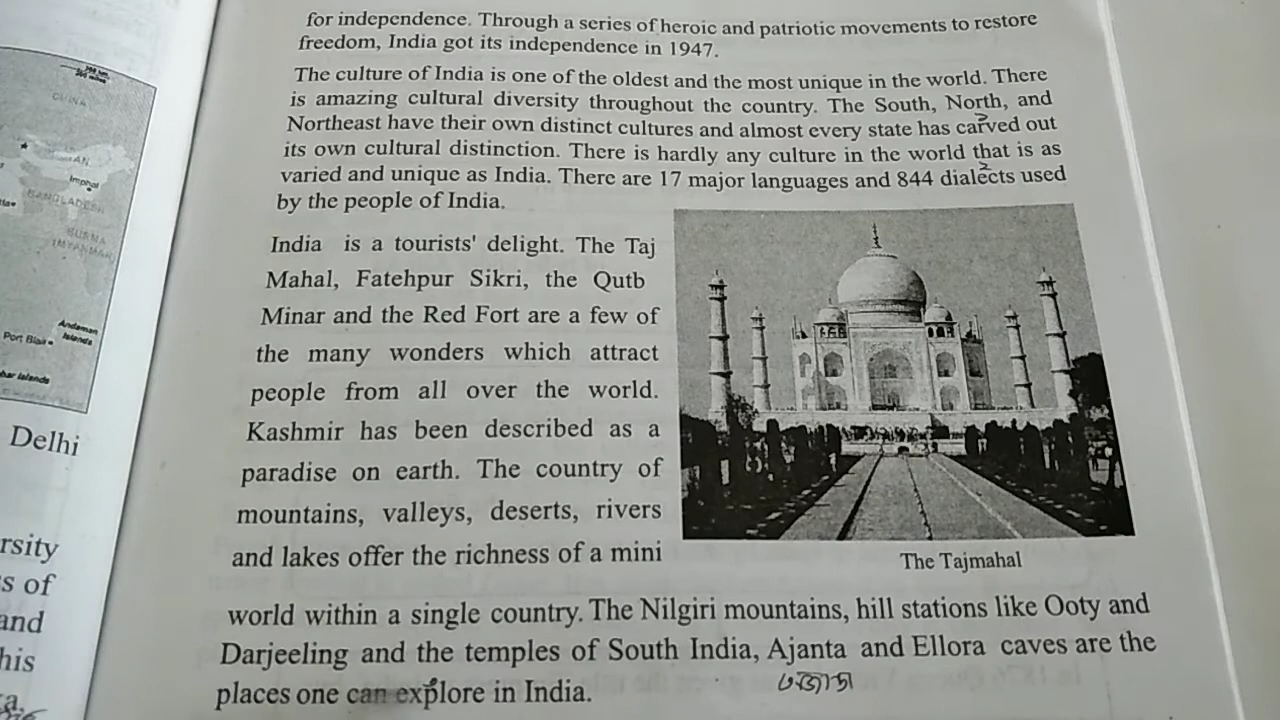 for independence. Through a series of heroic and patriotic movements to restore
freedom, India got its independence in 1947.
The culture of India is one of the oldest and the most unique in the world. There
is amazing cultural diversity throughout the country. The South, North, and
Northeast have their own distinct cultures and almost every state has carved out
its own cultural distinction. There is hardly any culture in the world that is as
varied and unique as India. There are 17 major languages and 844 dialects used
by the people of India.
India is a tourists' delight. The Taj
Mahal, Fatehpur Sikri, the Qutb
Minar and the Red Fort are a few of
the many wonders which attract
people from all over the world.
Kashmir has been described as a
paradise on earth. The country of
mountains, valleys, deserts, rivers
and lakes offer the richness of a mini
The Tajmahal
world within a single country. The Nilgiri mountains, hill stations like Ooty and
Darjeeling and the temples of South India, Ajanta and Ellora caves are the
places one can explore in India.
CHINA
Imphal
BANGLADESH
BURMA
(MYANMAR)
Andaman
Islands
Port Blair
Islands
Delhi
rsity
s of
and
his